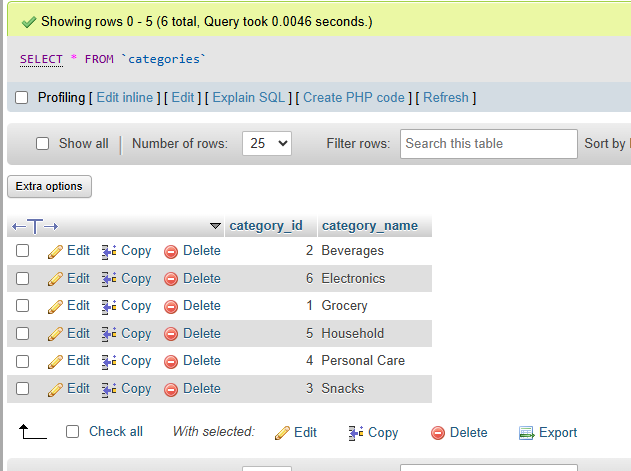 Showing rows 0 - 5 (6 total, Query took 0.0046 seconds.)
SELECT * FROM `categories`
Profiling [ Edit inline ] [ Edit ] [ Explain SQL ] [ Create PHP code ] [ Refresh ]
Show all | Number of rows: 25 Filter rows: Search this table Sort by
Extra options
←T→ category_id category_name
Edit Copy Delete 2 Beverages
Edit Copy Delete 6 Electronics
Edit Copy Delete 1 Grocery
Edit Copy Delete 5 Household
Edit Copy Delete 4 Personal Care
Edit Copy Delete 3 Snacks
Check all With selected: Edit Copy Delete Export